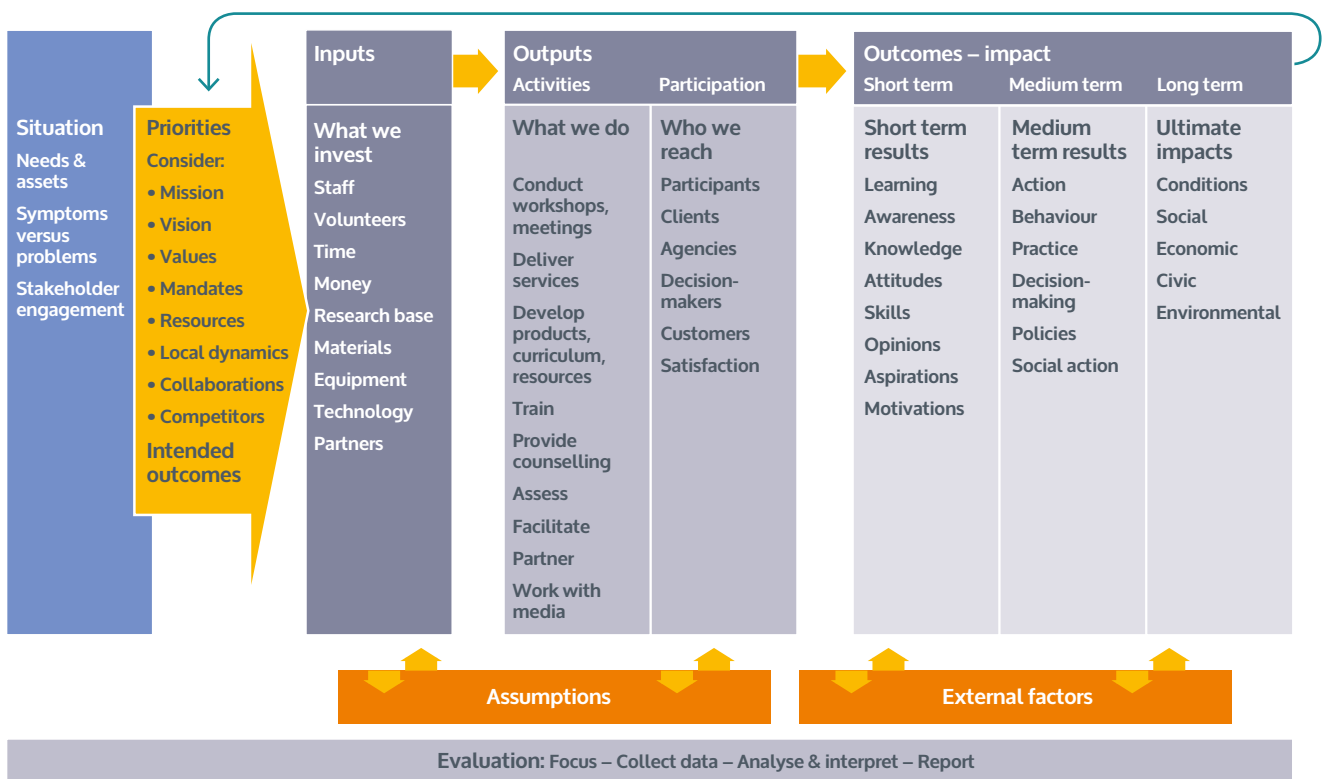 Situation
Needs &
assets
Symptoms
versus
problems
Stakeholder
engagement
Priorities
Consider:
• Mission
• Vision
• Values
• Mandates
• Resources
• Local dynamics
• Collaborations
• Competitors
Intended
outcomes
Inputs
What we
invest
Staff
Volunteers
Time
Money
Research base
Materials
Equipment
Technology
Partners
Outputs
Activities
What we do
Conduct
workshops,
meetings
Deliver
services
Develop
products,
curriculum,
resources
Train
Provide
counselling
Assess
Facilitate
Partner
Work with
media
Participation
Who we
reach
Participants
Clients
Agencies
Decision-
makers
Customers
Satisfaction
Outcomes – impact
Short term
Short term
results
Learning
Awareness
Knowledge
Attitudes
Skills
Opinions
Aspirations
Motivations
Medium term
Medium
term results
Action
Behaviour
Practice
Decision-
making
Policies
Social action
Long term
Ultimate
impacts
Conditions
Social
Economic
Civic
Environmental
Assumptions
External factors
Evaluation: Focus – Collect data – Analyse & interpret – Report